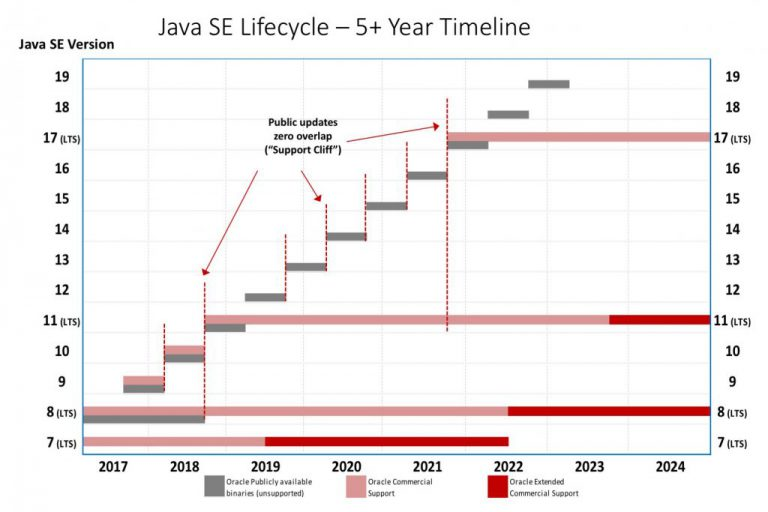 Java SE Lifecycle – 5+ Year Timeline
Java SE Version
19 19
18 18
Public updates
zero overlap
(“Support Cliff”)
17 (LTS) 17 (LTS)
16 16
15 15
14 14
13 13
12 12
11 (LTS) 11 (LTS)
10 10
9 9
8 (LTS) 8 (LTS)
7 (LTS) 7 (LTS)
2017 2018 2019 2020 2021 2022 2023 2024
Oracle Publicly available
binaries (unsupported)
Oracle Commercial
Support
Oracle Extended
Commercial Support